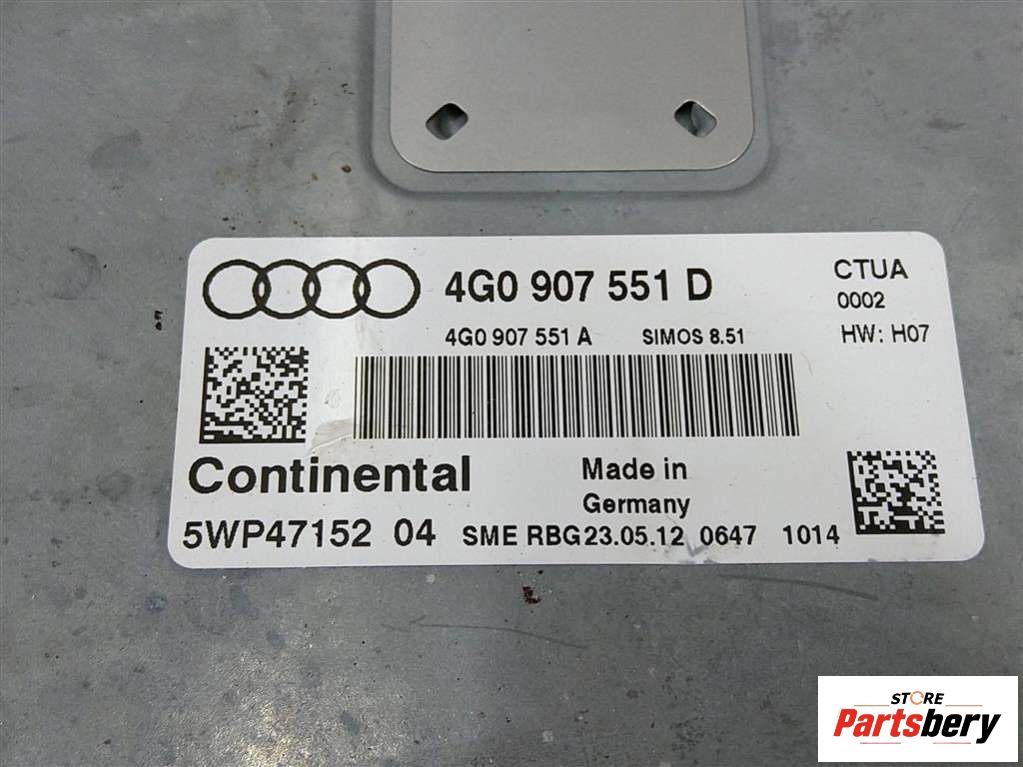 4G0 907 551 D
CTUA
0002
4G0 907 551 A SIMOS 8.51
HW: H07
Continental
Made in
Germany
5WP47152 04 SME RBG23.05.12 0647 1014
STORE
Partsbery